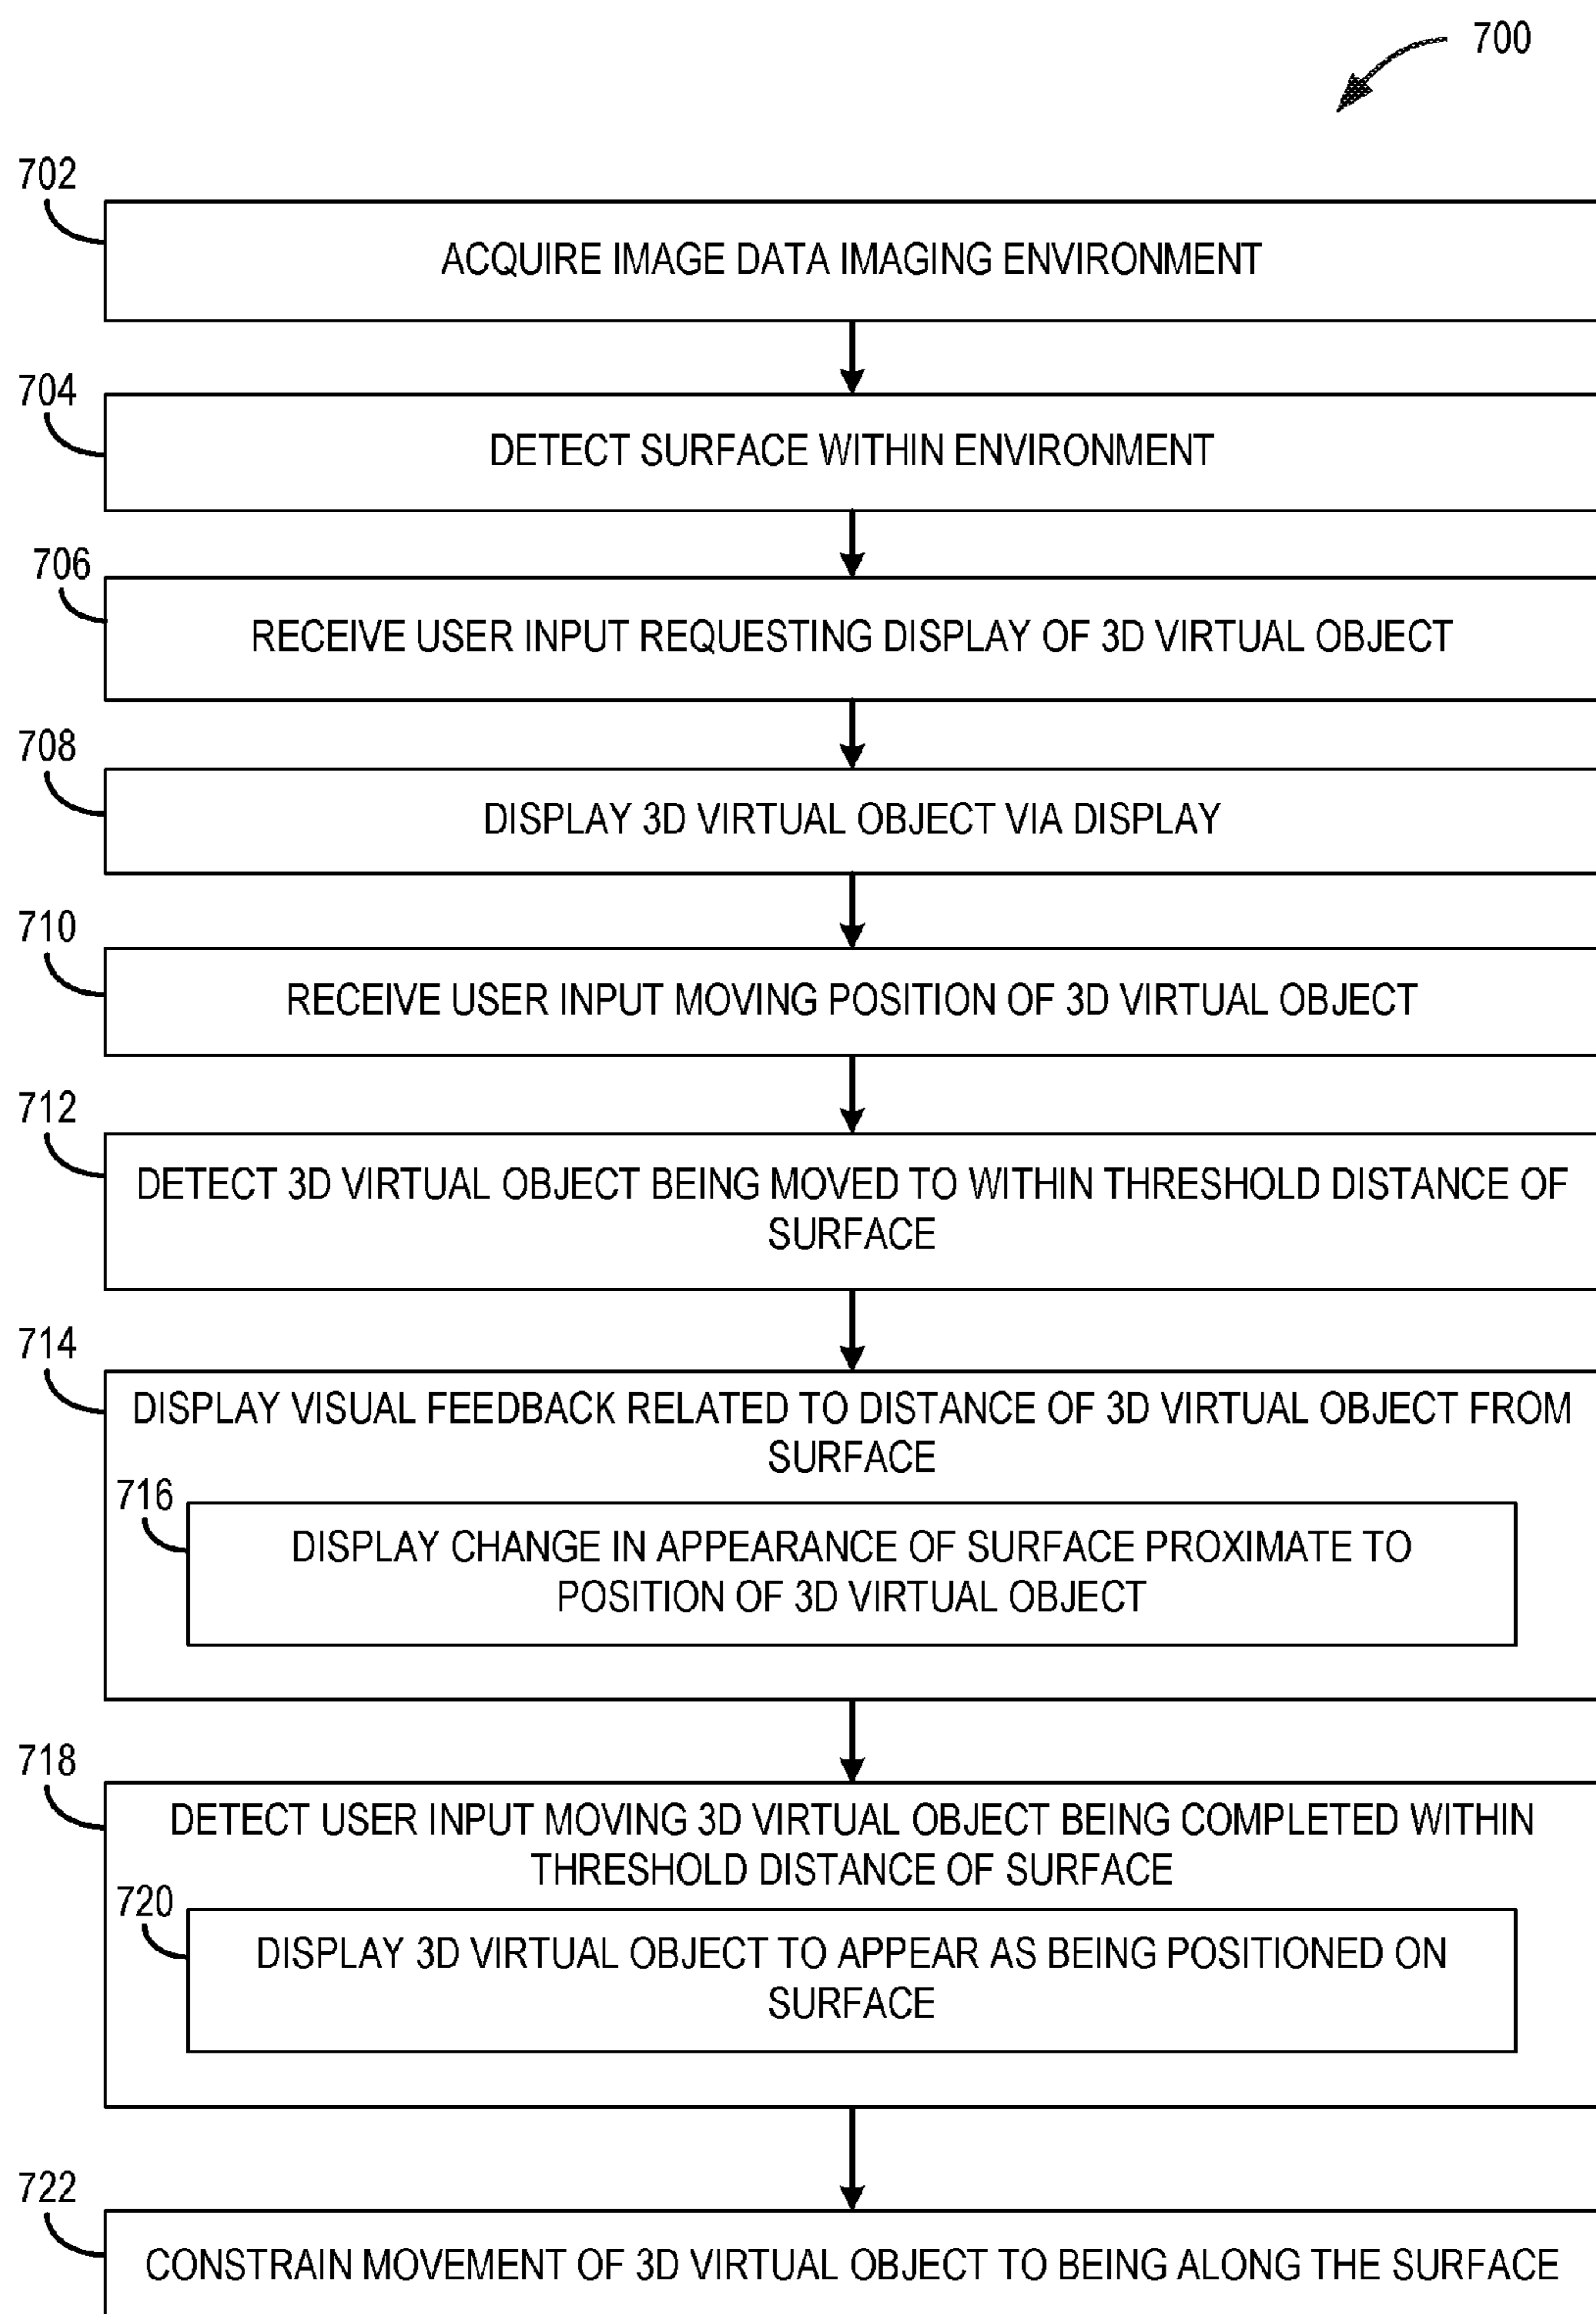 700
702
ACQUIRE IMAGE DATA IMAGING ENVIRONMENT
704
DETECT SURFACE WITHIN ENVIRONMENT
706
RECEIVE USER INPUT REQUESTING DISPLAY OF 3D VIRTUAL OBJECT
708
DISPLAY 3D VIRTUAL OBJECT VIA DISPLAY
710
RECEIVE USER INPUT MOVING POSITION OF 3D VIRTUAL OBJECT
712
DETECT 3D VIRTUAL OBJECT BEING MOVED TO WITHIN THRESHOLD DISTANCE OF
SURFACE
714
DISPLAY VISUAL FEEDBACK RELATED TO DISTANCE OF 3D VIRTUAL OBJECT FROM
SURFACE
716
DISPLAY CHANGE IN APPEARANCE OF SURFACE PROXIMATE TO
POSITION OF 3D VIRTUAL OBJECT
718
DETECT USER INPUT MOVING 3D VIRTUAL OBJECT BEING COMPLETED WITHIN
THRESHOLD DISTANCE OF SURFACE
720
DISPLAY 3D VIRTUAL OBJECT TO APPEAR AS BEING POSITIONED ON
SURFACE
722
CONSTRAIN MOVEMENT OF 3D VIRTUAL OBJECT TO BEING ALONG THE SURFACE